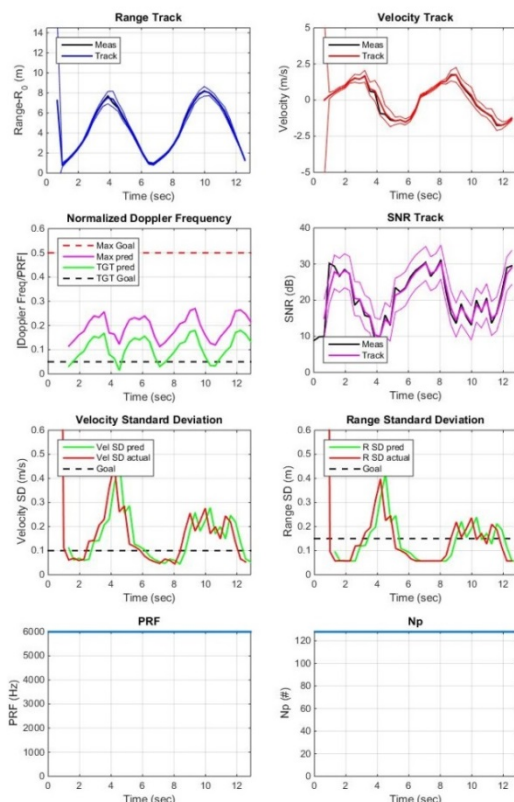 Range Track
Range-R0 (m)
14
12
10
8
6
4
2
0
Meas
Track
0 2 4 6 8 10 12
Time (sec)
Velocity Track
Velocity (m/s)
5
0
-5
Meas
Track
0 2 4 6 8 10 12
Time (sec)
Normalized Doppler Frequency
|Doppler Freq/PRF|
0.6
0.5
0.4
0.3
0.2
0.1
0
Max Goal
Max pred
TGT pred
TGT Goal
0 2 4 6 8 10 12
Time (sec)
SNR Track
SNR (dB)
40
30
20
10
0
Meas
Track
0 2 4 6 8 10 12
Time (sec)
Velocity Standard Deviation
Velocity SD (m/s)
0.6
0.5
0.4
0.3
0.2
0.1
0
Vel SD pred
Vel SD actual
Goal
0 2 4 6 8 10 12
Time (sec)
Range Standard Deviation
Range SD (m)
0.6
0.5
0.4
0.3
0.2
0.1
0
R SD pred
R SD actual
Goal
0 2 4 6 8 10 12
Time (sec)
PRF
PRF (Hz)
6000
5000
4000
3000
2000
1000
0
0 2 4 6 8 10 12
Time (sec)
Np
Np (#)
120
100
80
60
40
20
0
0 2 4 6 8 10 12
Time (sec)